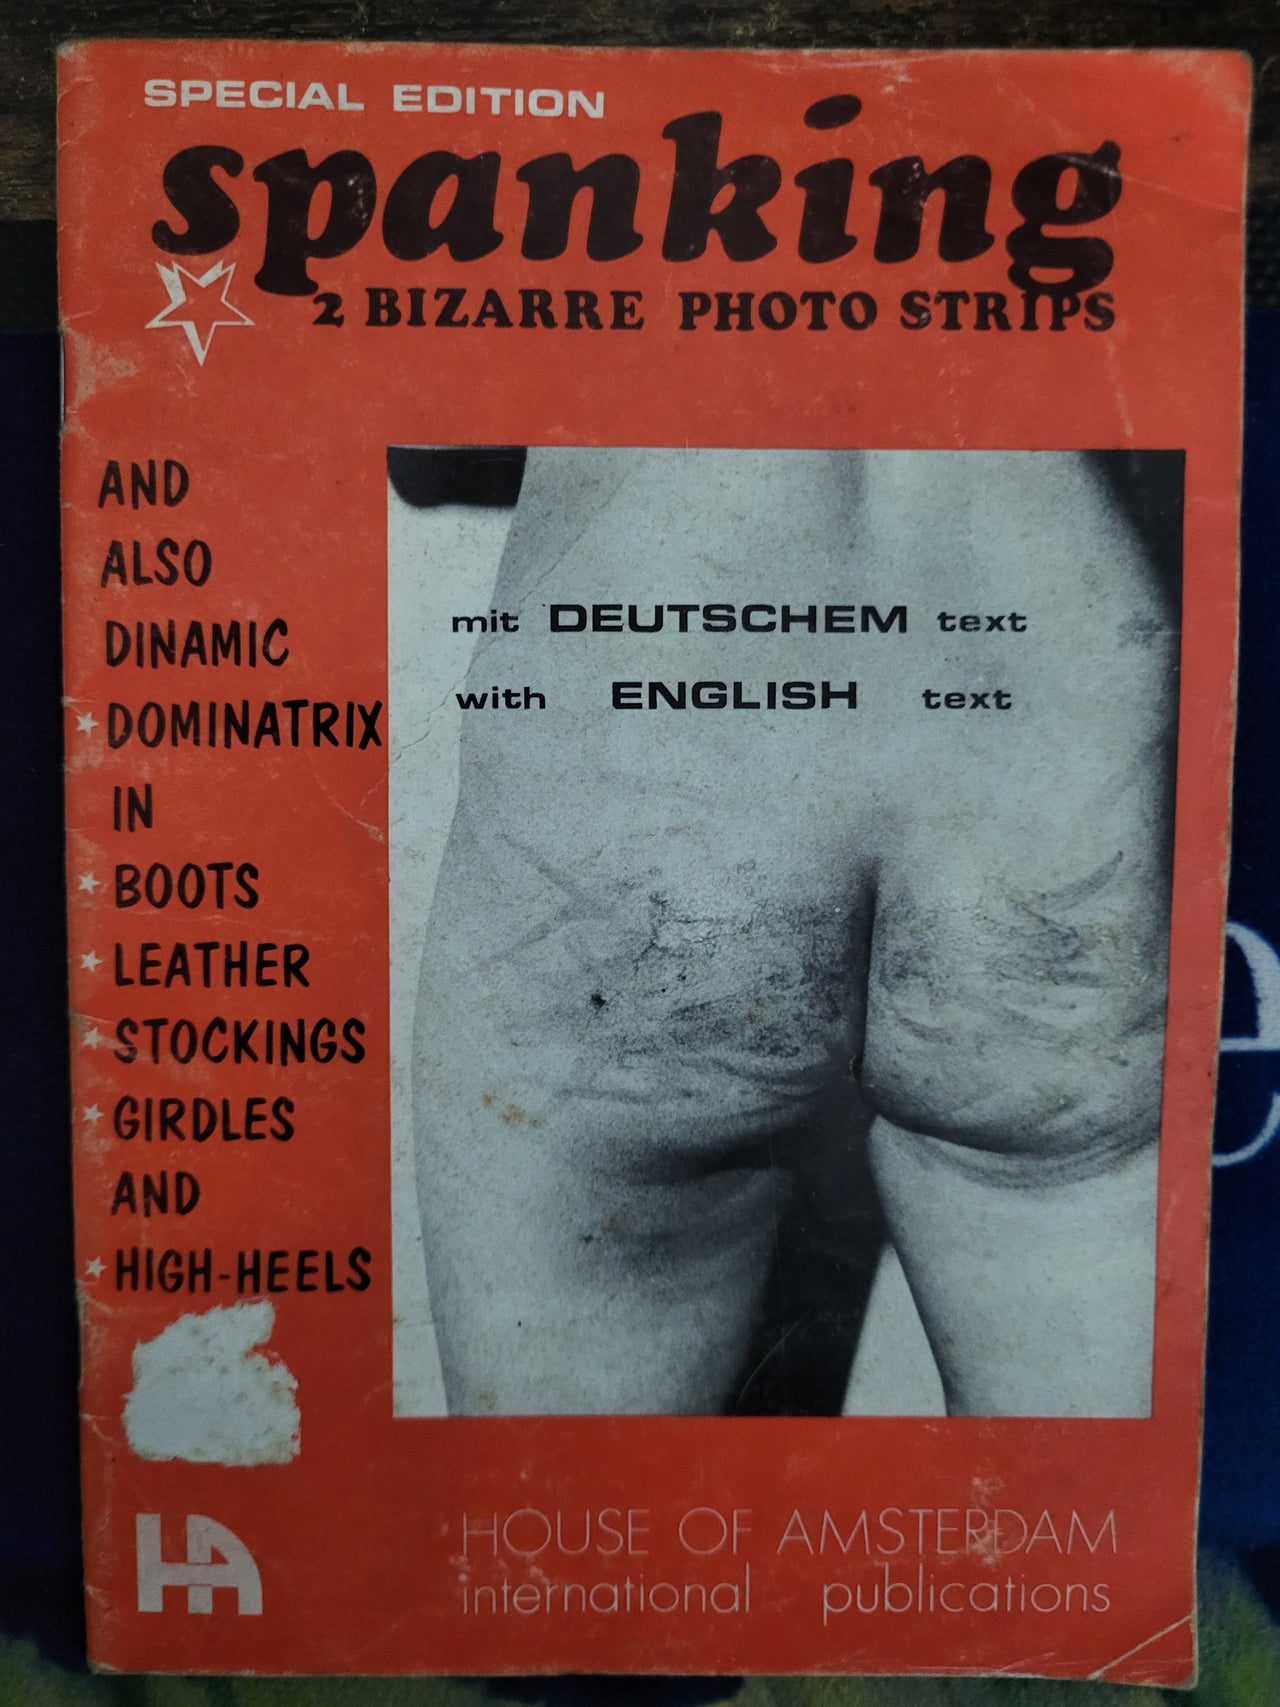 SPECIAL EDITION
spanking
2 BIZARRE PHOTO STRIPS
AND
ALSO
DINAMIC
DOMINATRIX
IN
BOOTS
LEATHER
STOCKINGS
GIRDLES
AND
HIGH-HEELS
mit DEUTSCHEM text
with ENGLISH text
HA
HOUSE OF AMSTERDAM
international publications
e